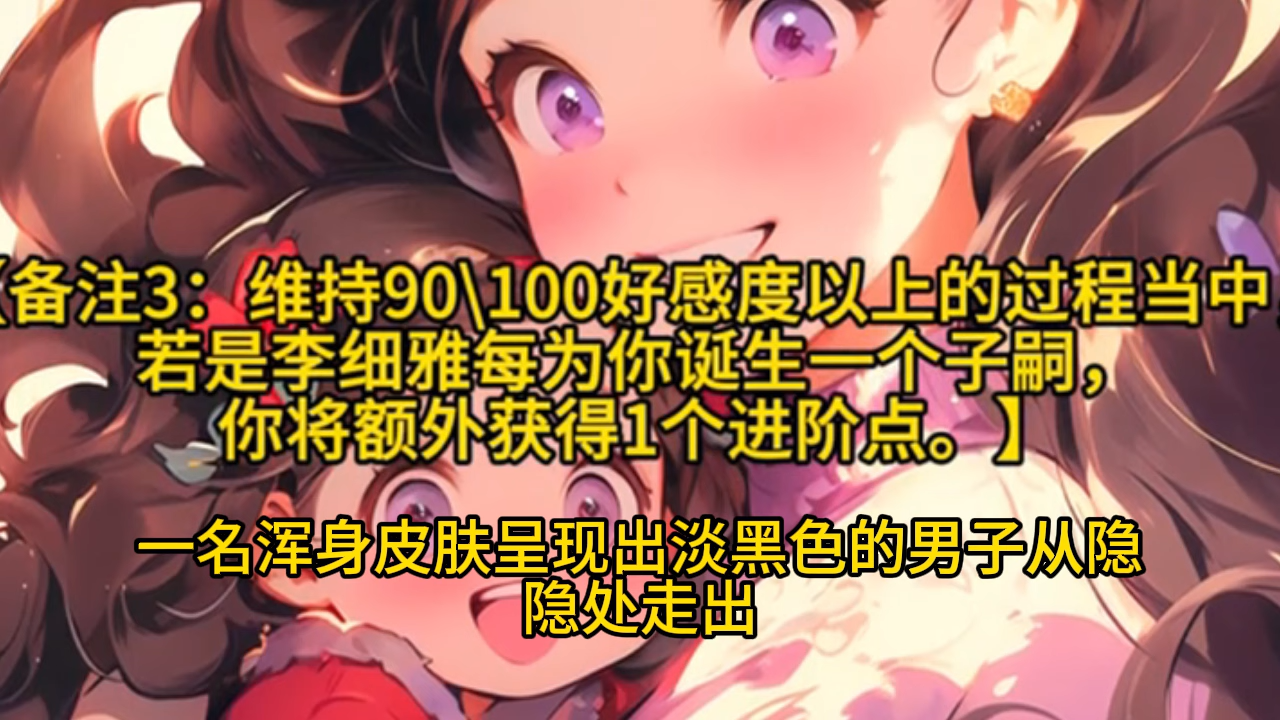 【备注3：维持90\100好感度以上的过程当中
若是李细雅每为你诞生一个子嗣，
你将额外获得1个进阶点。】
一名浑身皮肤呈现出淡黑色的男子从隐
隐处走出